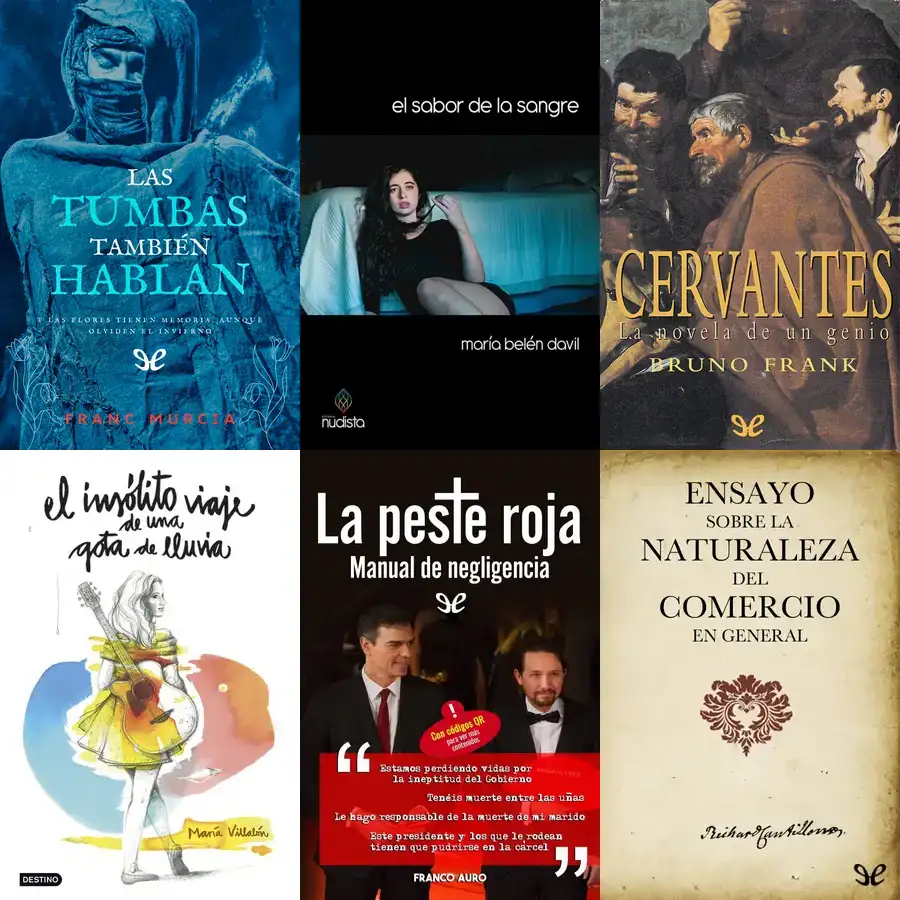 LAS
TUMBAS
TAMBIÉN
HABLAN
Y LAS FLORES TIENEN MEMORIA, AUNQUE
OLVIDEN EL INVIERNO
FRANC MURCIA
el sabor de la sangre
maría belén davil
EDITORIAL
nudista
CERVANTES
La novela de un genio
BRUNO FRANK
el insólito viaje
de una
gota de lluvia
María Villalón
DESTINO
La peste roja
Manual de negligencia
!
Con códigos QR
para ver más
contenidos
“ Estamos perdiendo vidas por
la ineptitud del Gobierno
Tenéis muerte entre las uñas
Le hago responsable de la muerte de mi marido
Este presidente y los que le rodean
tienen que pudrirse en la cárcel ”
FRANCO AURO
ENSAYO
SOBRE LA
NATURALEZA
DEL
COMERCIO
EN GENERAL
Richard Cantillon